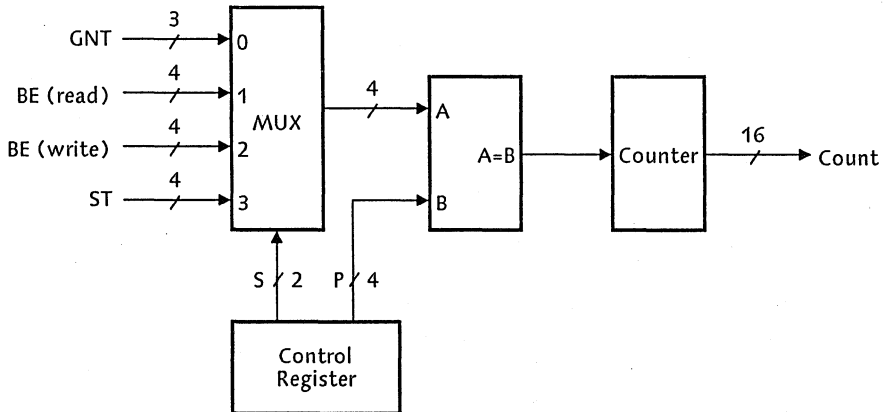 GNT 3 0
BE (read) 4 1
MUX
BE (write) 4 2
ST 4 3
4 A
A=B
B
Counter
16 Count
S 2 P 4
Control
Register